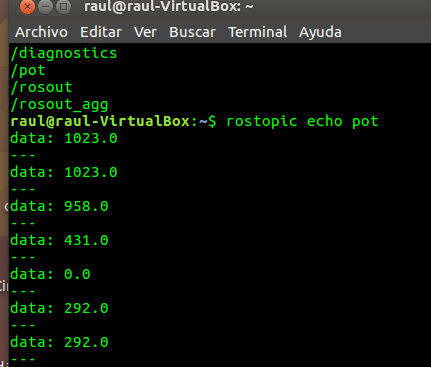 raul@raul-VirtualBox: ~
Archivo Editar Ver Buscar Terminal Ayuda
/diagnostics
/pot
/rosout
/rosout_agg
raul@raul-VirtualBox:~$ rostopic echo pot
data: 1023.0
---
data: 1023.0
---
data: 958.0
---
data: 431.0
---
data: 0.0
---
data: 292.0
---
data: 292.0
---